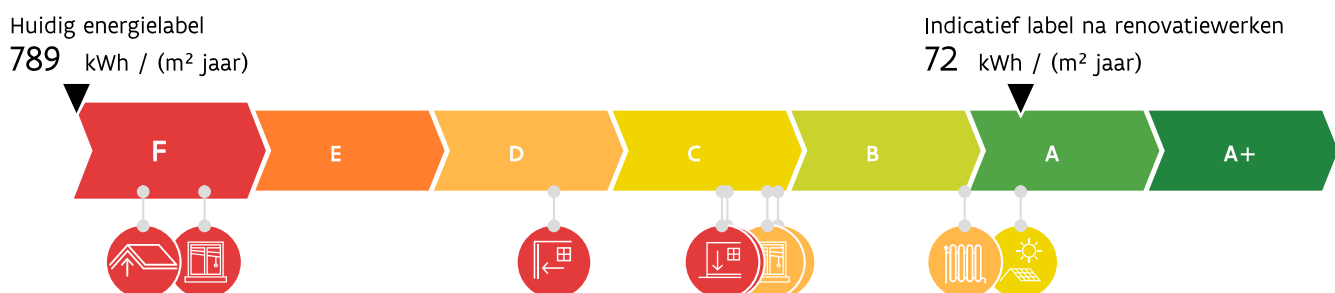 Huidig energielabel
789 kWh / (m² jaar)
Indicatief label na renovatiewerken
72 kWh / (m² jaar)
F E D C B A A+